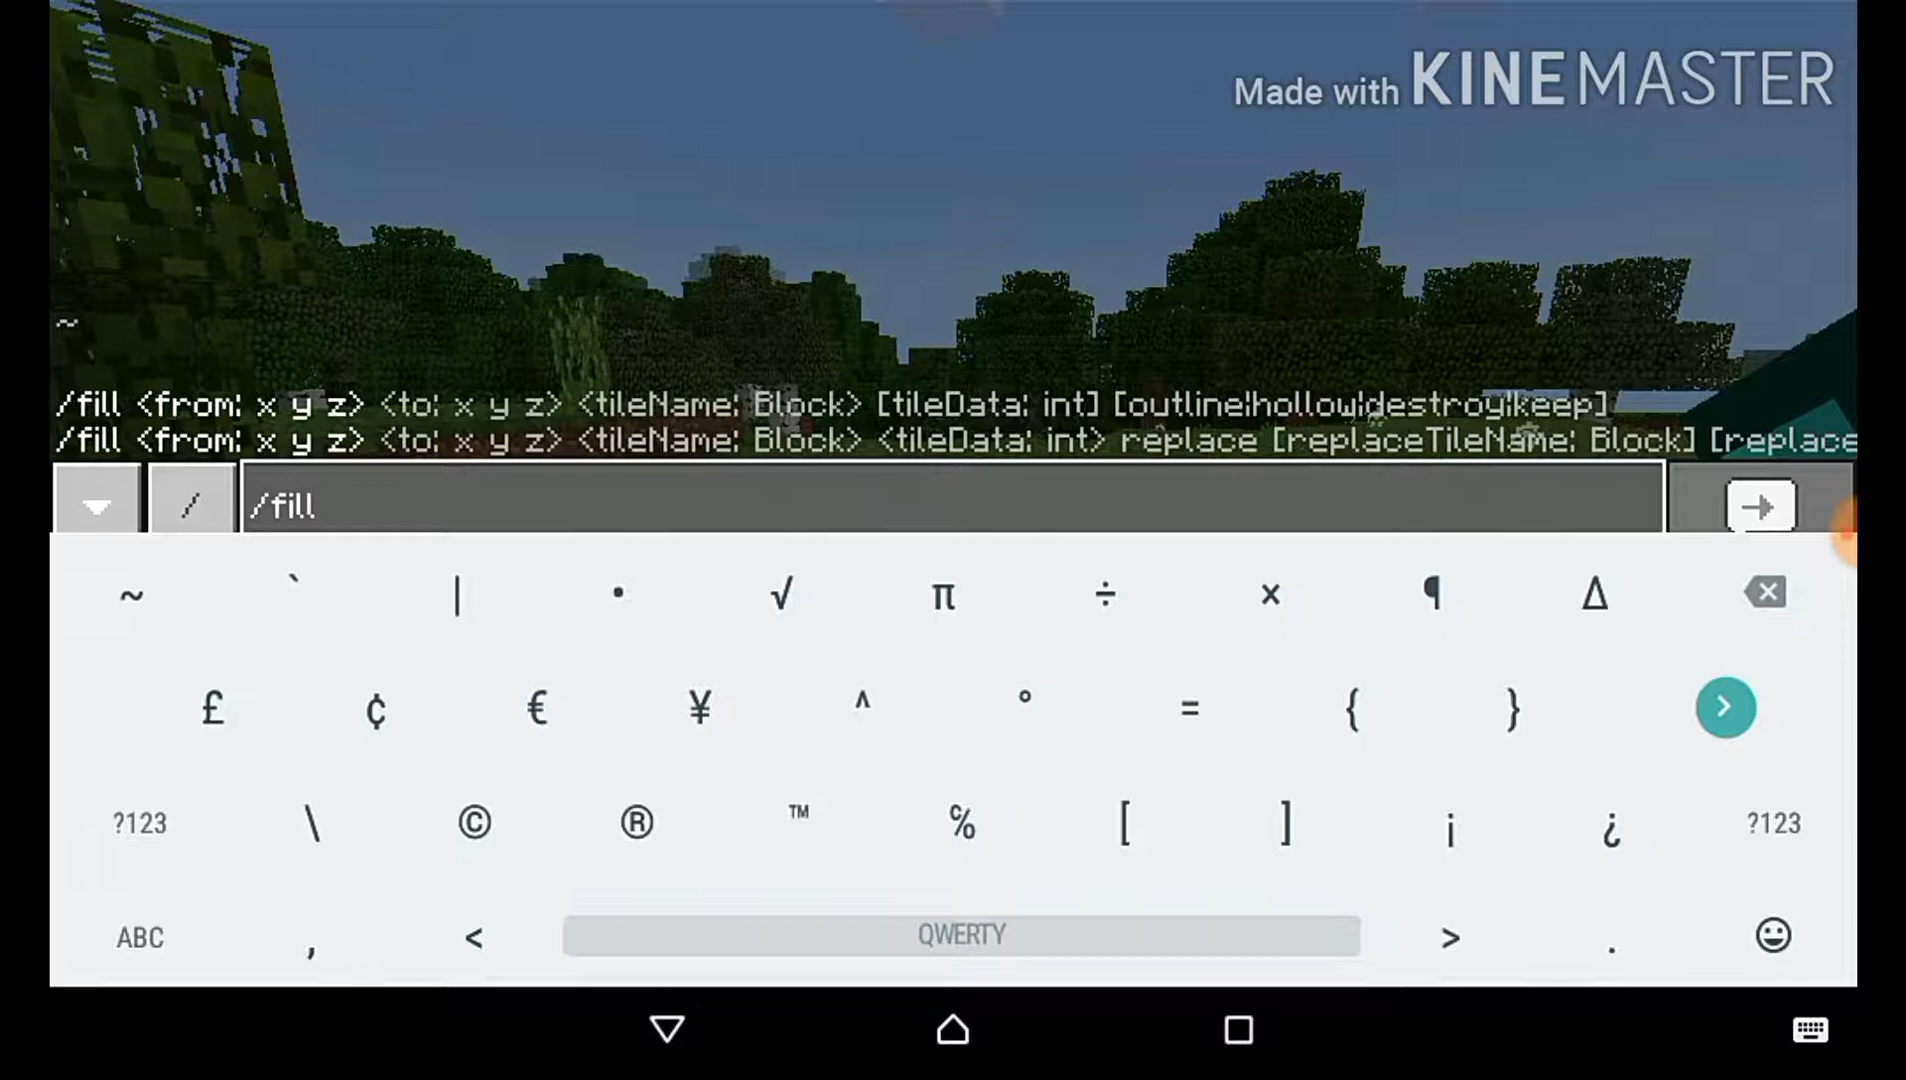 Made with KINEMASTER
~
/fill <from: x y z> <to: x y z> <tileName: Block> [tileData: int] [outline|hollow|destroy|keep]
/fill <from: x y z> <to: x y z> <tileName: Block> <tileData: int> replace [replaceTileName: Block] [replace
/ /fill
~ ` | • √ π ÷ × ¶ Δ
£ ¢ € ¥ ^ ° = { }
?123 \ © ® ™ ℅ [ ] ¡ ¿ ?123
ABC , < QWERTY > .